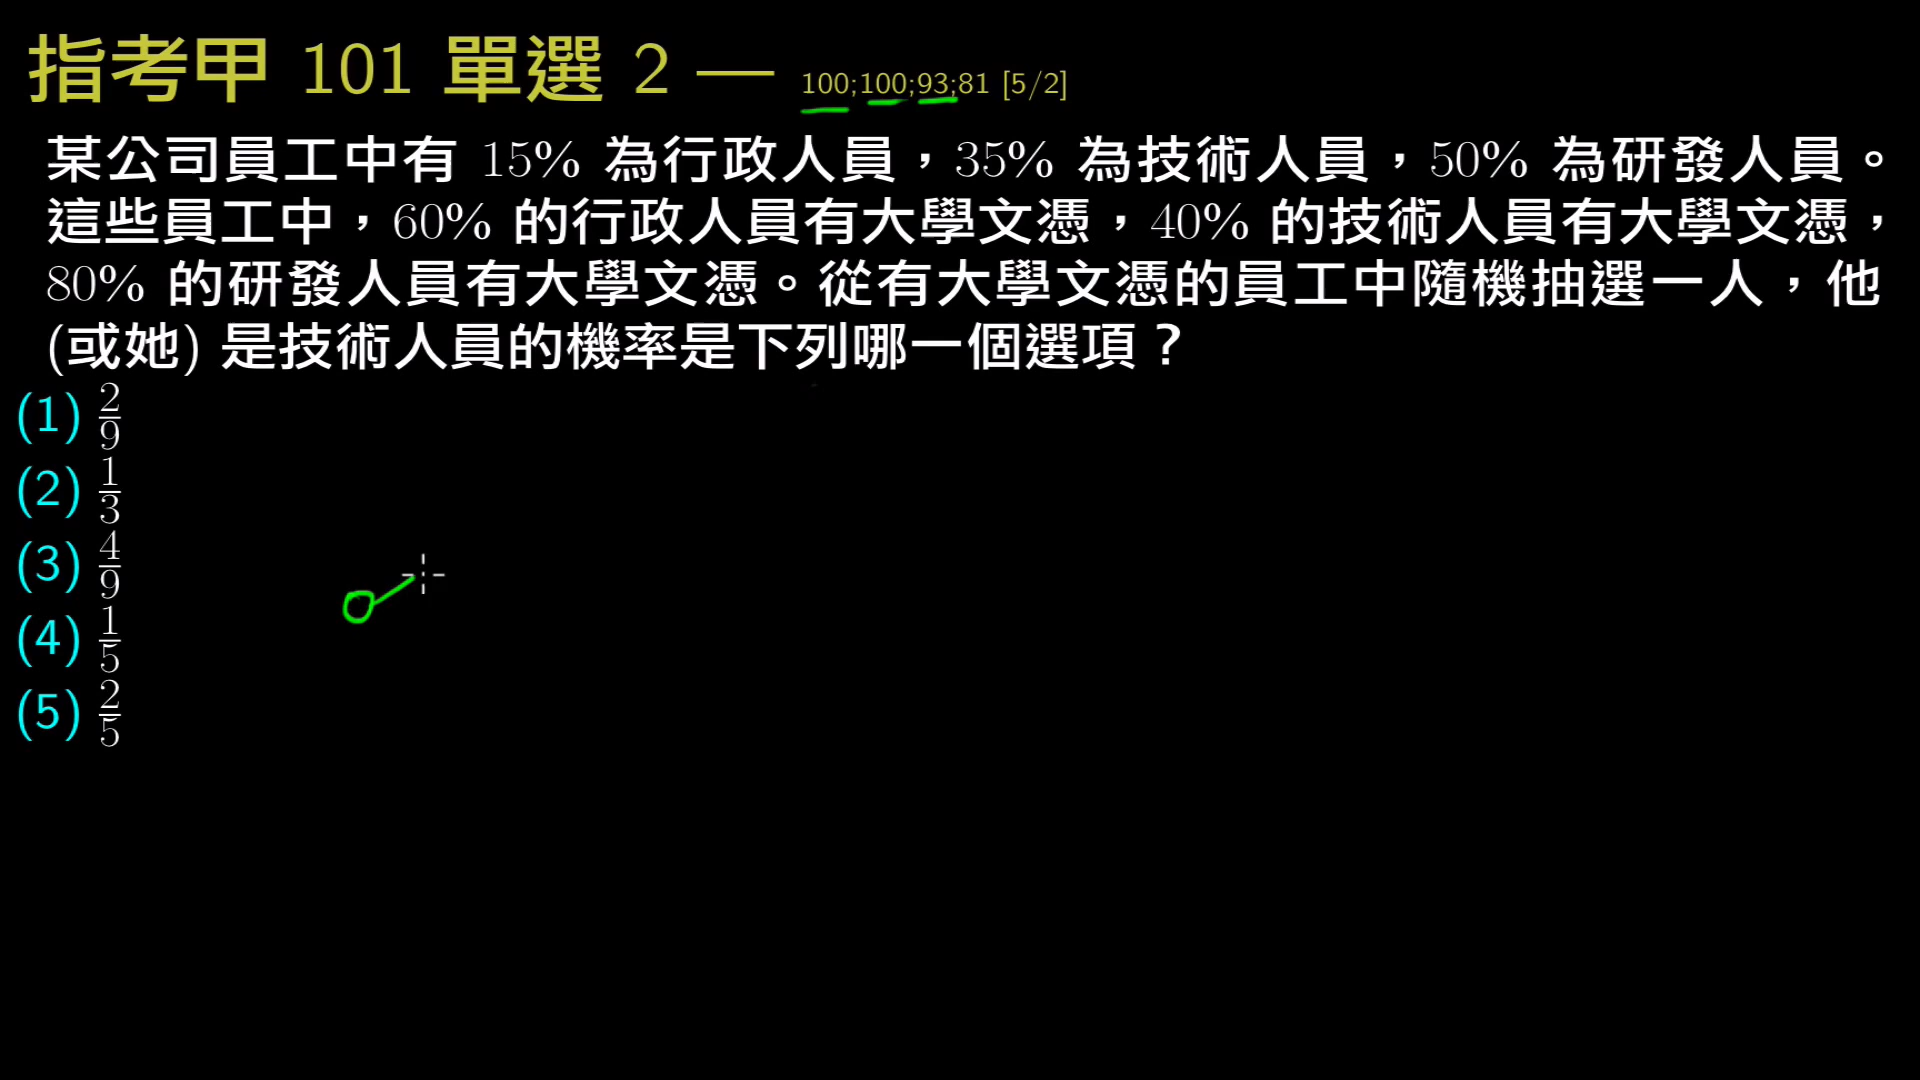 指考甲 101 單選 2 — 100;100;93;81 [5/2]
某公司員工中有 15% 為行政人員，35% 為技術人員，50% 為研發人員。
這些員工中，60% 的行政人員有大學文憑，40% 的技術人員有大學文憑，
80% 的研發人員有大學文憑。從有大學文憑的員工中隨機抽選一人，他
(或她) 是技術人員的機率是下列哪一個選項？
(1) 2/9
(2) 1/3
(3) 4/9
(4) 1/5
(5) 2/5